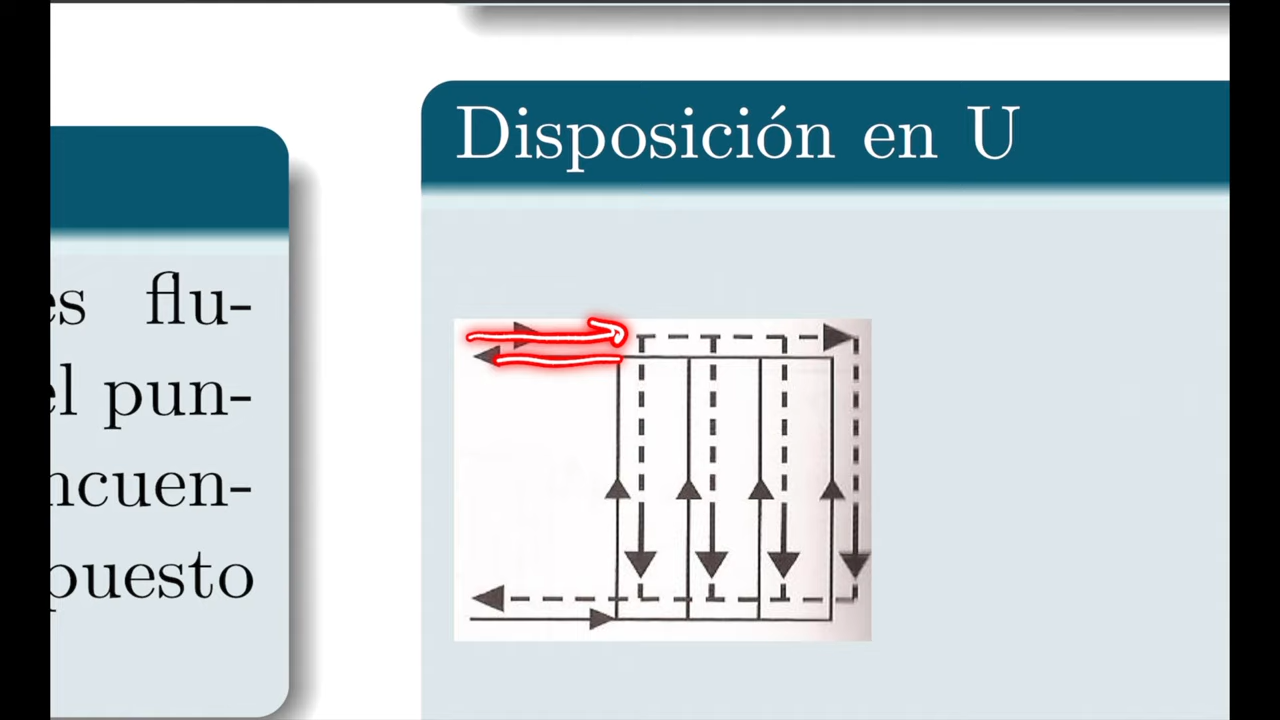 Disposición en U
es flu-
el pun-
ncuen-
puesto